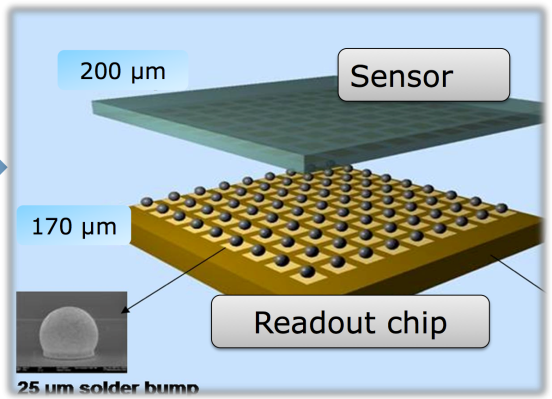 200 µm
Sensor
170 µm
Readout chip
25 µm solder bump